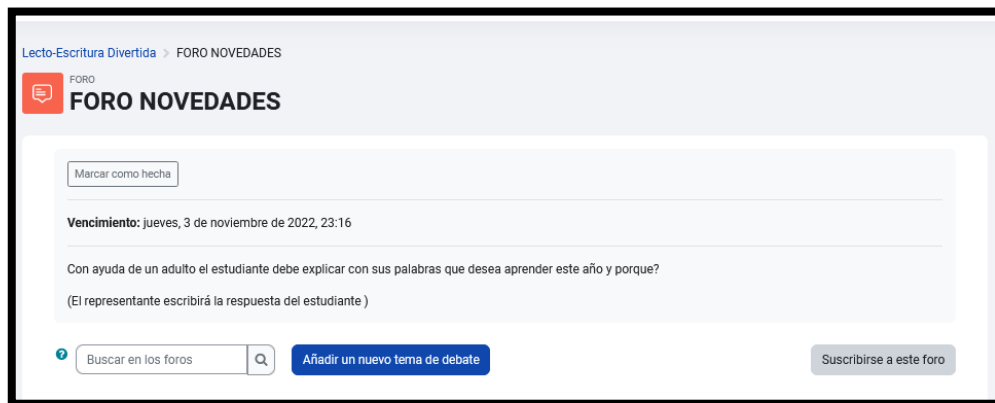 Lecto-Escritura Divertida > FORO NOVEDADES
FORO
FORO NOVEDADES
Marcar como hecha
Vencimiento: jueves, 3 de noviembre de 2022, 23:16
Con ayuda de un adulto el estudiante debe explicar con sus palabras que desea aprender este año y porque?
(El representante escribirá la respuesta del estudiante )
? Buscar en los foros Añadir un nuevo tema de debate Suscribirse a este foro